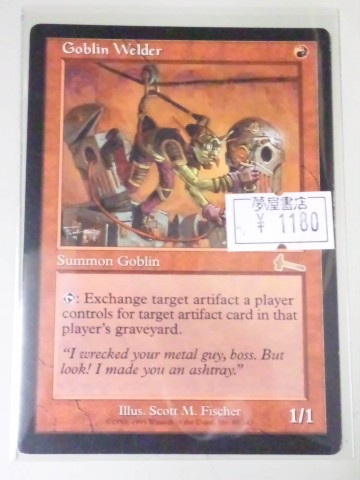 Goblin Welder
夢屋書店
¥ 1180
Summon Goblin
: Exchange target artifact a player
controls for target artifact card in that
player's graveyard.
"I wrecked your metal guy, boss. But
look! I made you an ashtray."
Illus. Scott M. Fischer
1/1